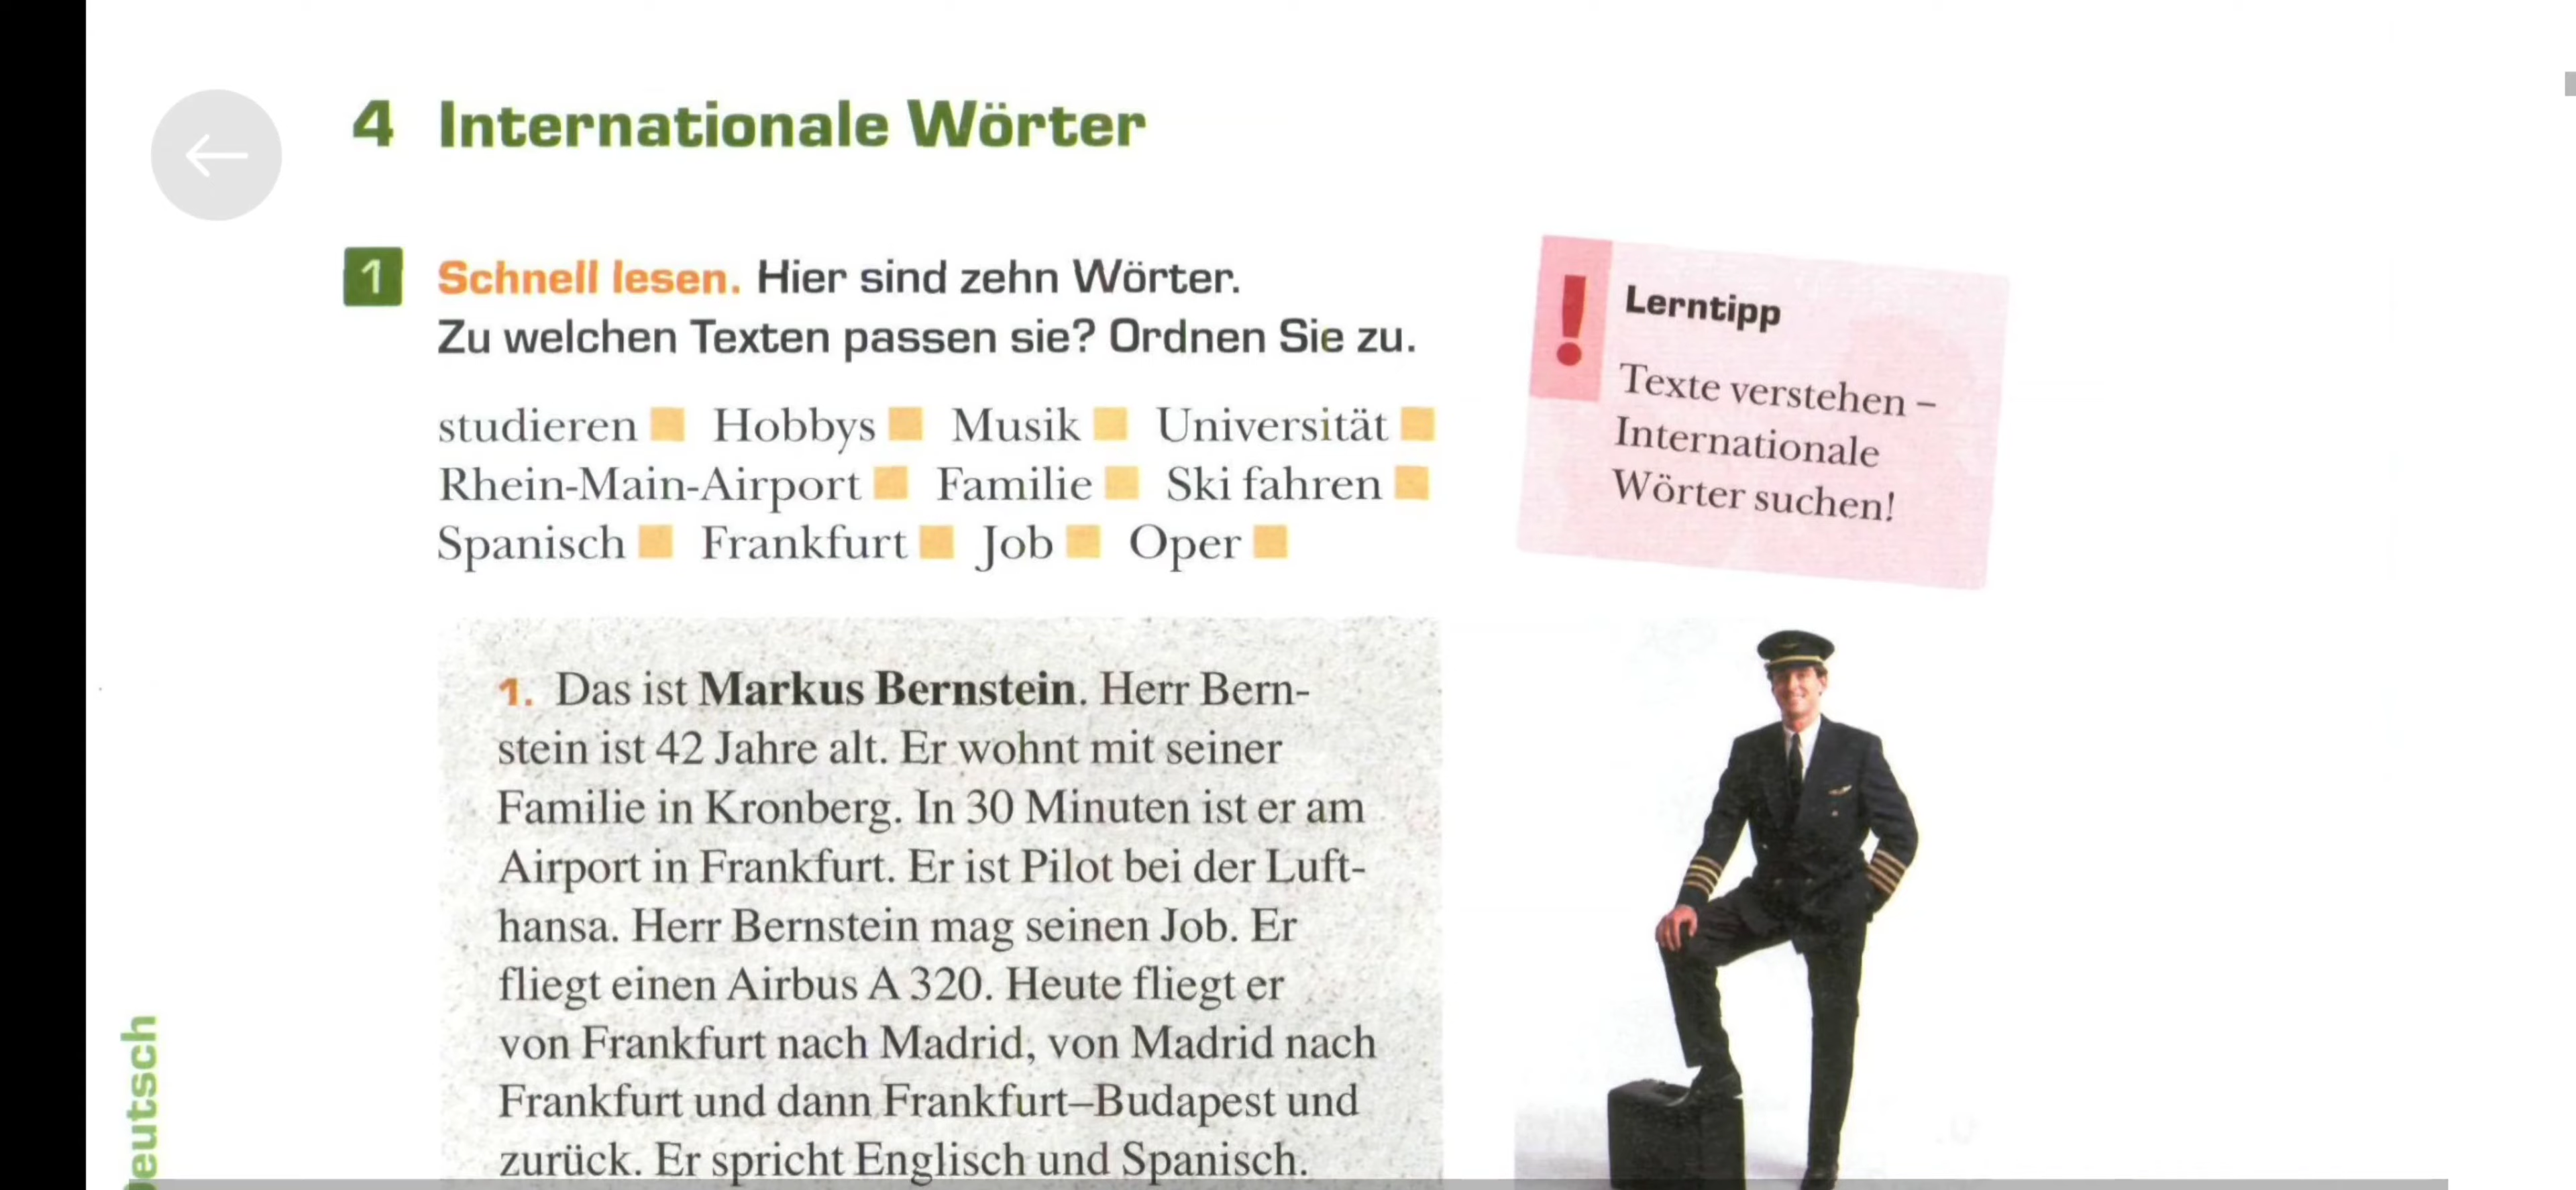 4 Internationale Wörter
1 Schnell lesen. Hier sind zehn Wörter.
Zu welchen Texten passen sie? Ordnen Sie zu.
studieren Hobbys Musik Universität
Rhein-Main-Airport Familie Ski fahren
Spanisch Frankfurt Job Oper
! Lerntipp
Texte verstehen –
Internationale
Wörter suchen!
1. Das ist Markus Bernstein. Herr Bern-
stein ist 42 Jahre alt. Er wohnt mit seiner
Familie in Kronberg. In 30 Minuten ist er am
Airport in Frankfurt. Er ist Pilot bei der Luft-
hansa. Herr Bernstein mag seinen Job. Er
fliegt einen Airbus A 320. Heute fliegt er
von Frankfurt nach Madrid, von Madrid nach
Frankfurt und dann Frankfurt–Budapest und
zurück. Er spricht Englisch und Spanisch.
Deutsch